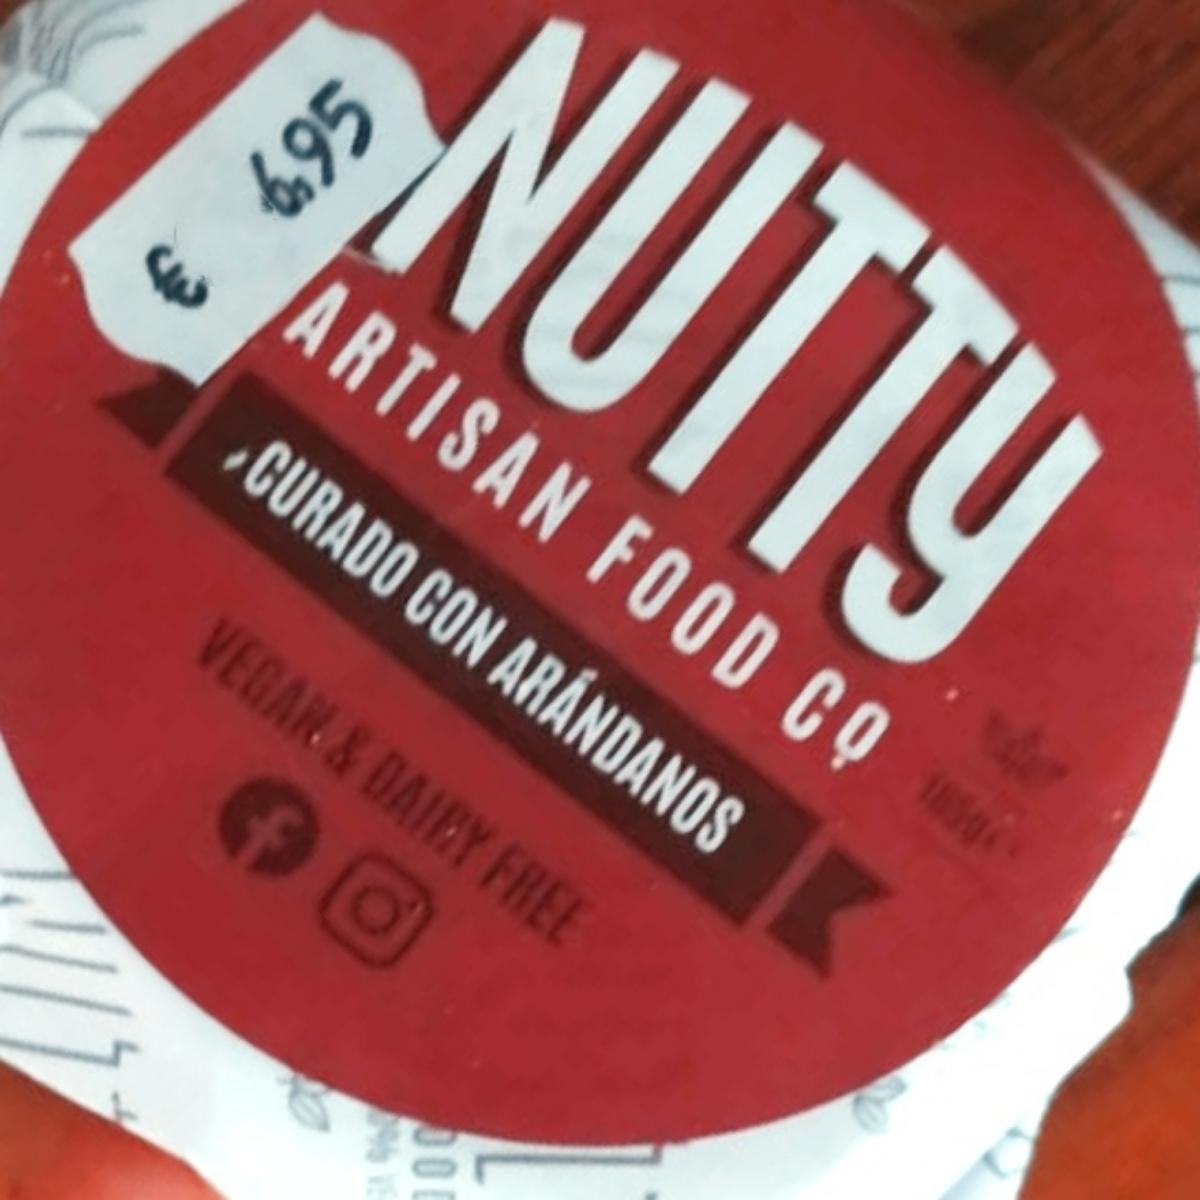 6,95
€
NUTTY
ARTISAN FOOD CO
CURADO CON ARÁNDANOS
VEGAN & DAIRY FREE